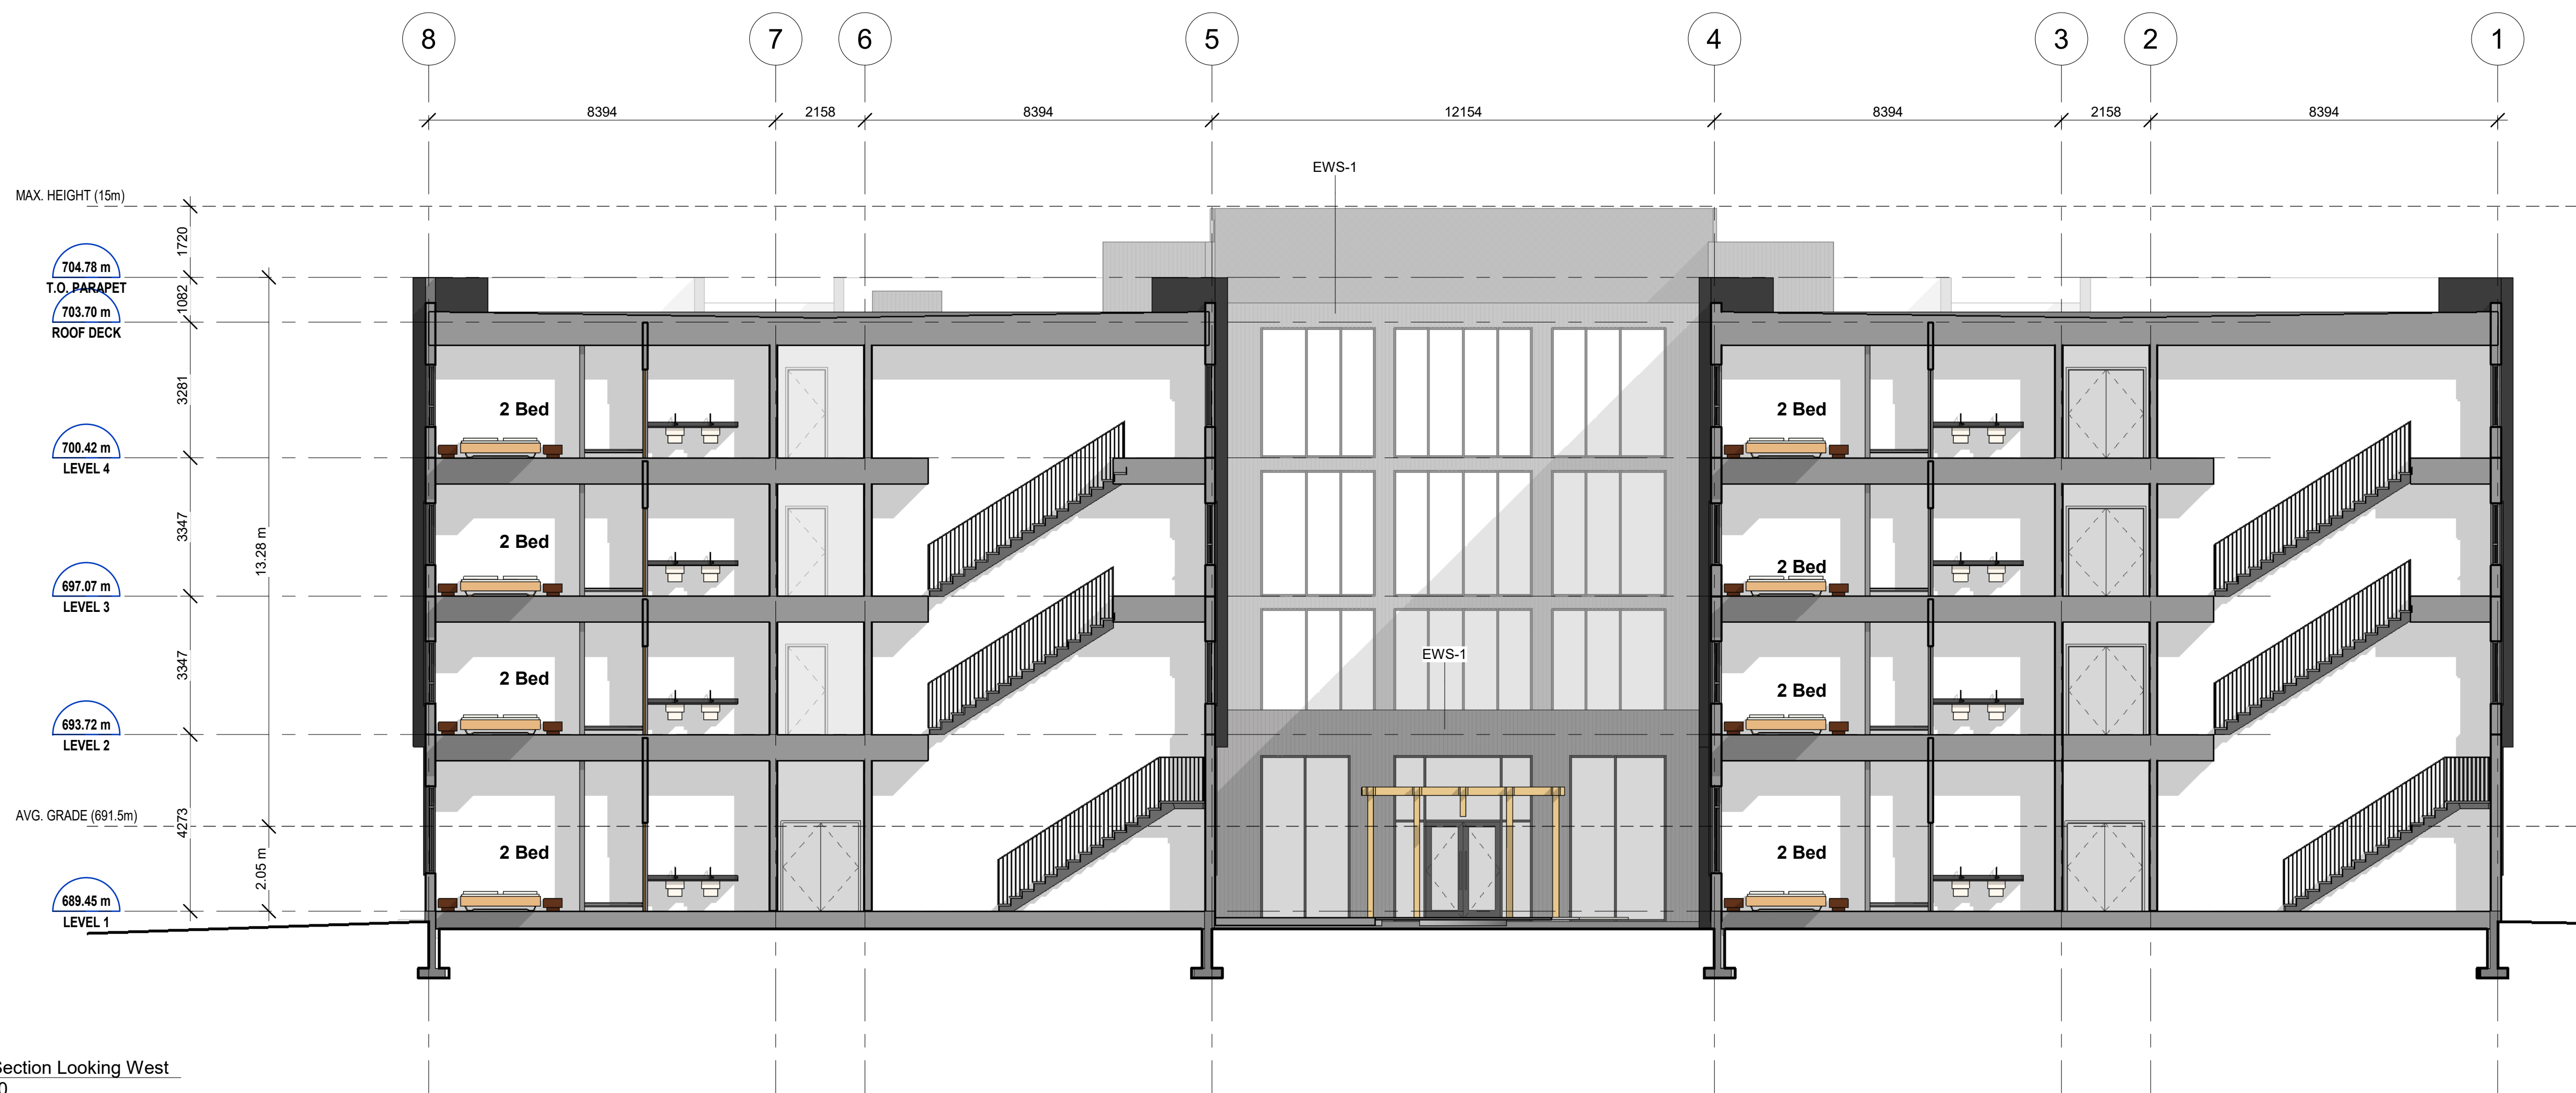 8
7
6
5
4
3
2
1
8394
2158
8394
12154
8394
2158
8394
EWS-1
MAX. HEIGHT (15m)
1720
704.78 m
T.O. PARAPET
1082
703.70 m
ROOF DECK
3281
2 Bed
2 Bed
700.42 m
LEVEL 4
3347
13.28 m
2 Bed
2 Bed
697.07 m
LEVEL 3
3347
EWS-1
2 Bed
2 Bed
693.72 m
LEVEL 2
AVG. GRADE (691.5m)
4273
2.05 m
2 Bed
2 Bed
689.45 m
LEVEL 1
Section Looking West
0